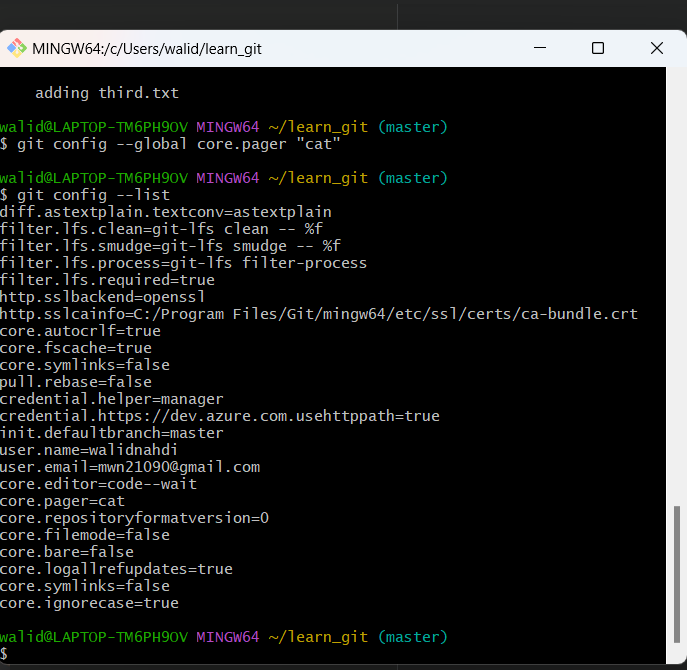 MINGW64:/c/Users/walid/learn_git
adding third.txt
walid@LAPTOP-TM6PH9OV MINGW64 ~/learn_git (master)
$ git config --global core.pager "cat"
walid@LAPTOP-TM6PH9OV MINGW64 ~/learn_git (master)
$ git config --list
diff.astextplain.textconv=astextplain
filter.lfs.clean=git-lfs clean -- %f
filter.lfs.smudge=git-lfs smudge -- %f
filter.lfs.process=git-lfs filter-process
filter.lfs.required=true
http.sslbackend=openssl
http.sslcainfo=C:/Program Files/Git/mingw64/etc/ssl/certs/ca-bundle.crt
core.autocrlf=true
core.fscache=true
core.symlinks=false
pull.rebase=false
credential.helper=manager
credential.https://dev.azure.com.usehttppath=true
init.defaultbranch=master
user.name=walidnahdi
user.email=mwn21090@gmail.com
core.editor=code--wait
core.pager=cat
core.repositoryformatversion=0
core.filemode=false
core.bare=false
core.logallrefupdates=true
core.symlinks=false
core.ignorecase=true
walid@LAPTOP-TM6PH9OV MINGW64 ~/learn_git (master)
$